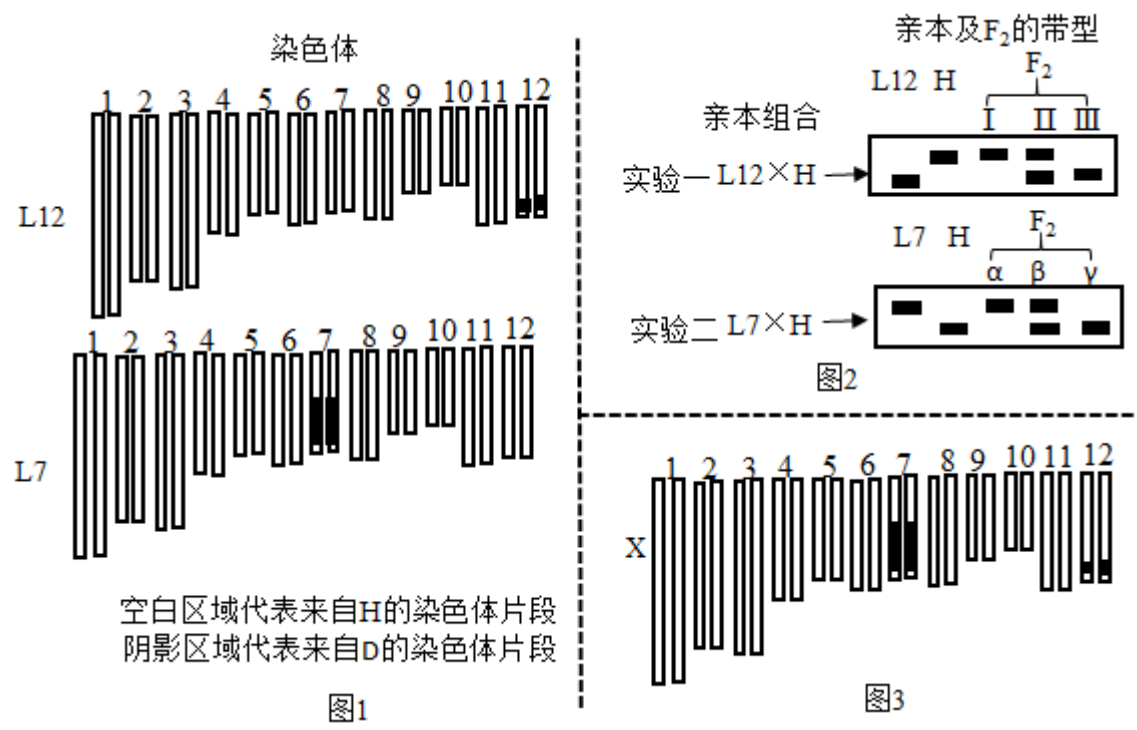 染色体
1 2 3 4 5 6 7 8 9 10 11 12
L12
1 2 3 4 5 6 7 8 9 10 11 12
L7
空白区域代表来自H的染色体片段
阴影区域代表来自D的染色体片段
图1
亲本及F₂的带型
L12 H F₂
亲本组合 Ⅰ Ⅱ Ⅲ
实验一 L12×H
L7 H F₂
α β γ
实验二 L7×H
图2
1 2 3 4 5 6 7 8 9 10 11 12
X
图3